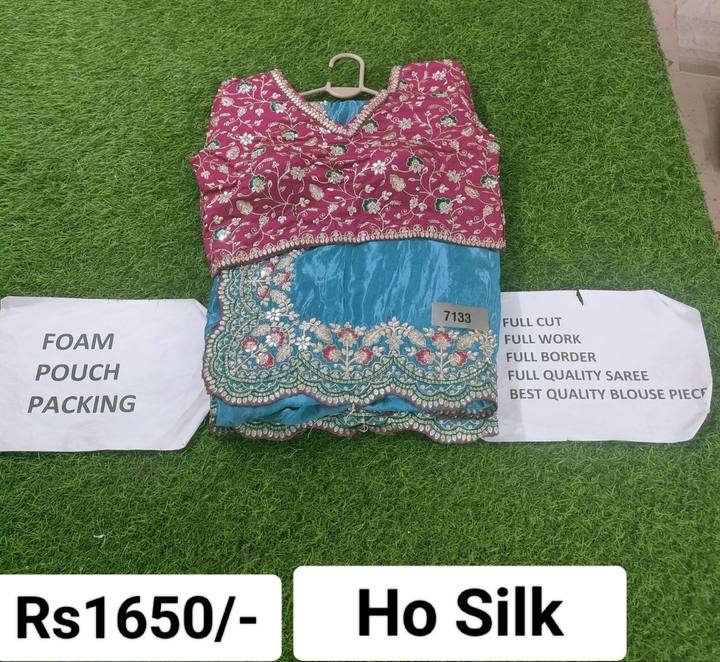 FOAM
POUCH
PACKING
7133
FULL CUT
FULL WORK
FULL BORDER
FULL QUALITY SAREE
BEST QUALITY BLOUSE PIECE
Rs1650/-
Ho Silk